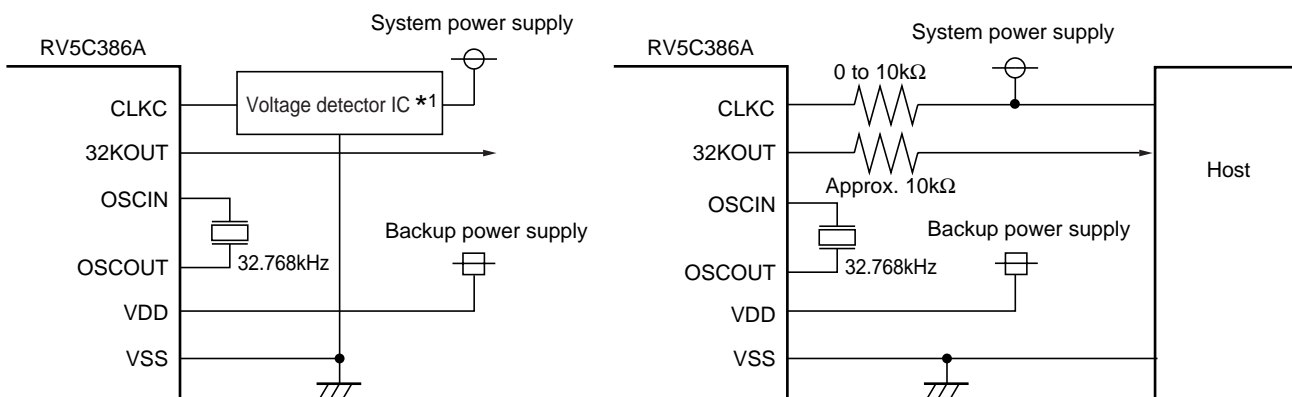 System power supply
RV5C386A
CLKC
Voltage detector IC *1
32KOUT
OSCIN
OSCOUT
32.768kHz
Backup power supply
VDD
VSS
System power supply
RV5C386A
0 to 10kΩ
CLKC
32KOUT
Approx. 10kΩ
Host
OSCIN
OSCOUT
32.768kHz
Backup power supply
VDD
VSS